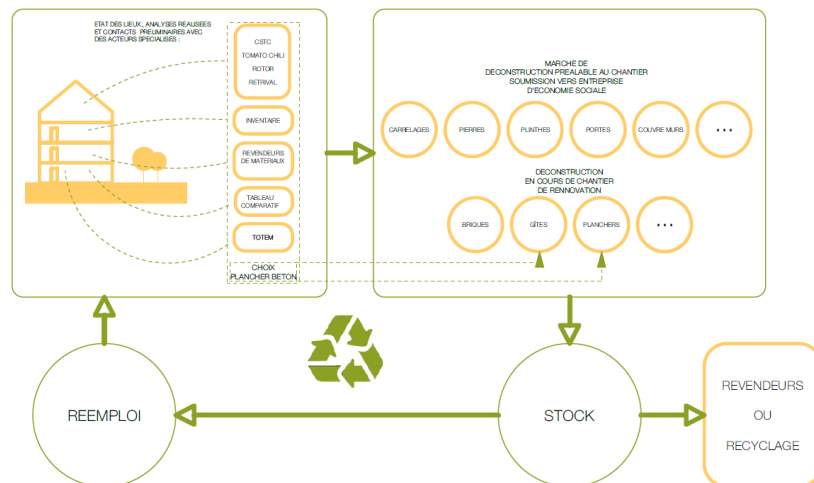 ETAT DES LIEUX , ANALYSES REALISEES
ET CONTACTS PRELIMINAIRES AVEC
DES ACTEURS SPECIALISES :
CSTC
TOMATO CHILI
ROTOR
RETRIVAL
INVENTAIRE
REVENDEURS
DE MATERIAUX
TABLEAU
COMPARATIF
TOTEM
CHOIX
PLANCHER BETON
MARCHE DE
DECONSTRUCTION PREALABLE AU CHANTIER
SOUMISSION VERS ENTREPRISE
D'ECONOMIE SOCIALE
CARRELAGES
PIERRES
PLINTHES
PORTES
COUVRE MURS
...
DECONSTRUCTION
EN COURS DE CHANTIER
DE RENNOVATION
BRIQUES
GÎTES
PLANCHERS
...
REEMPLOI
STOCK
REVENDEURS
OU
RECYCLAGE